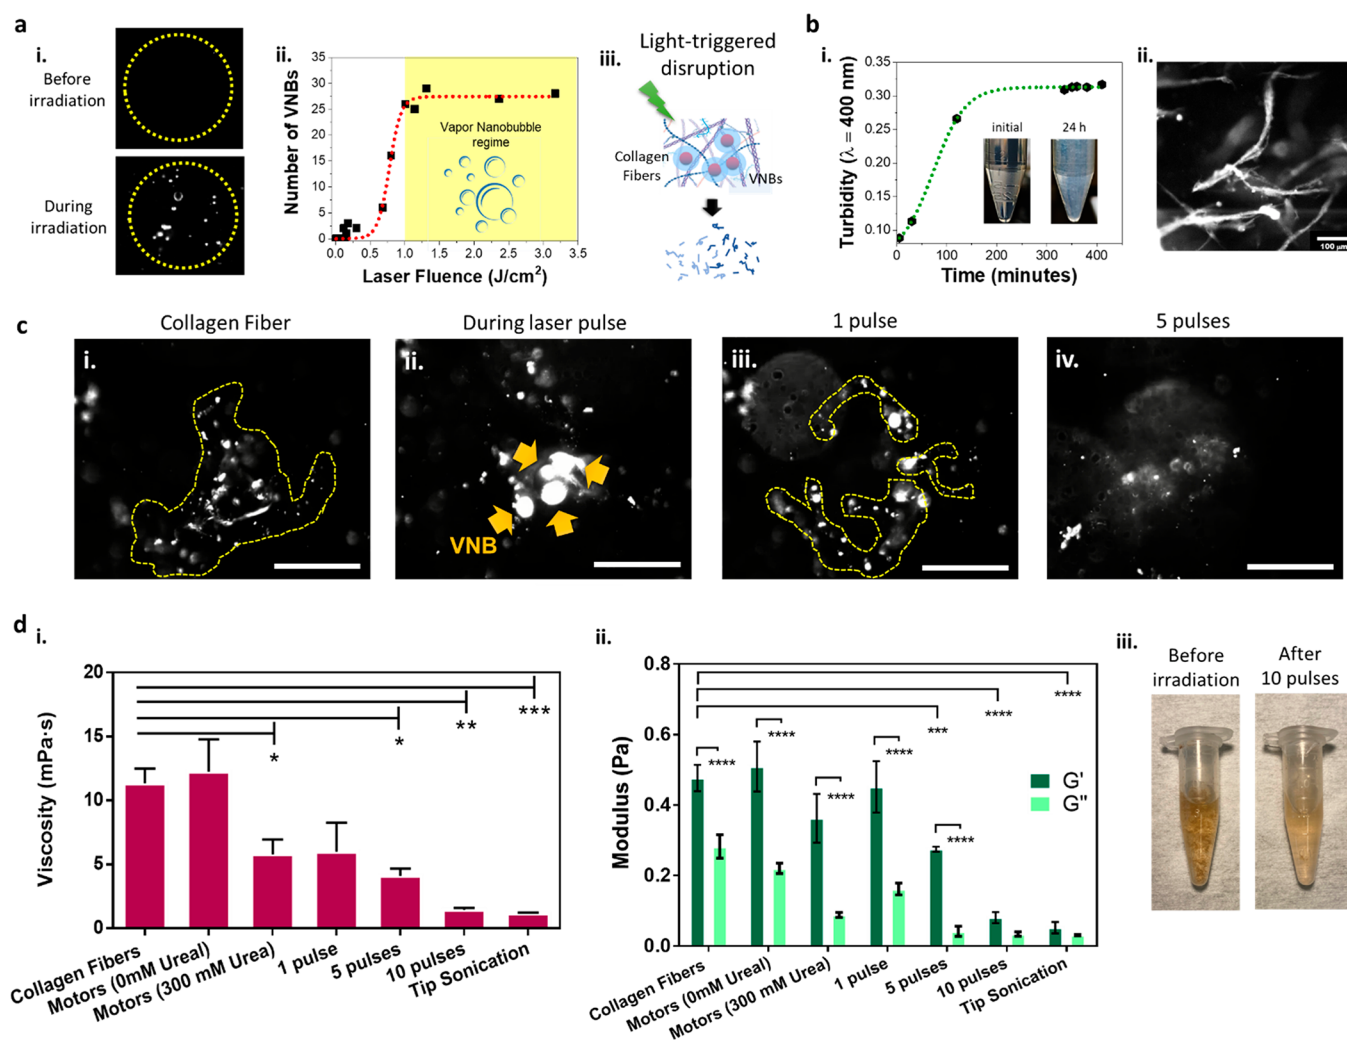 a
i.
Before
irradiation
During
irradiation
ii.
Number of VNBs
35
30
25
20
15
10
5
0
Vapor Nanobubble
regime
0.0 0.5 1.0 1.5 2.0 2.5 3.0 3.5
Laser Fluence (J/cm²)
iii.
Light-triggered
disruption
Collagen
Fibers
VNBs
b
i.
Turbidity (λ = 400 nm)
0.35
0.30
0.25
0.20
0.15
0.10
initial
24 h
0 100 200 300 400
Time (minutes)
ii.
100 µm
c
Collagen Fiber
During laser pulse
1 pulse
5 pulses
i.
ii.
VNB
iii.
iv.
d
i.
Viscosity (mPa·s)
20
15
10
5
0
***
**
*
*
Collagen Fibers
Motors (0mM Ureal)
Motors (300 mM Urea)
1 pulse
5 pulses
10 pulses
Tip Sonication
ii.
Modulus (Pa)
0.8
0.6
0.4
0.2
0.0
****
****
***
****
****
****
****
****
G'
G"
Collagen Fibers
Motors (0mM Ureal)
Motors (300 mM Urea)
1 pulse
5 pulses
10 pulses
Tip Sonication
iii.
Before
irradiation
After
10 pulses